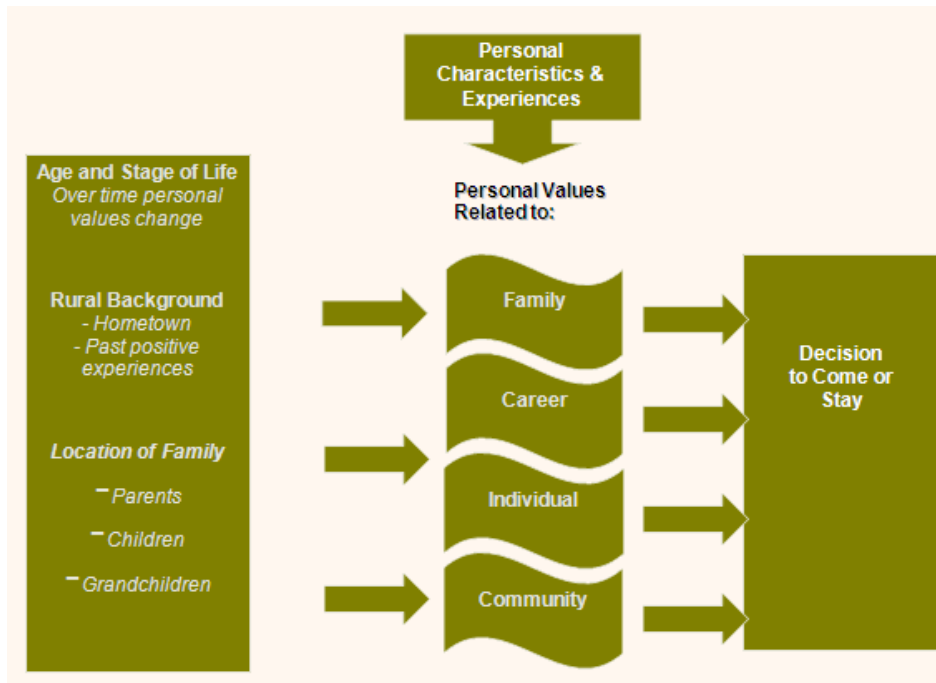 Personal
Characteristics &
Experiences
Age and Stage of Life
Over time personal
values change
Rural Background
- Hometown
- Past positive
experiences
Location of Family
- Parents
- Children
- Grandchildren
Personal Values
Related to:
Family
Career
Individual
Community
Decision
to Come or
Stay